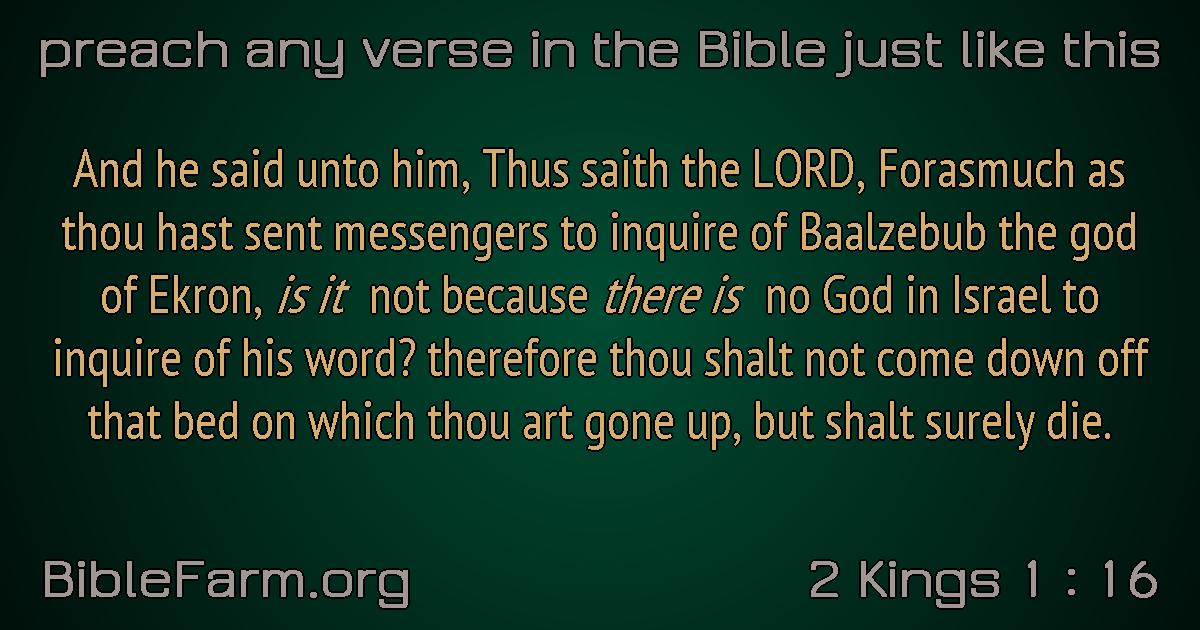 preach any verse in the Bible just like this
And he said unto him, Thus saith the LORD, Forasmuch as
thou hast sent messengers to inquire of Baalzebub the god
of Ekron, is it not because there is no God in Israel to
inquire of his word? therefore thou shalt not come down off
that bed on which thou art gone up, but shalt surely die.
BibleFarm.org
2 Kings 1 : 16